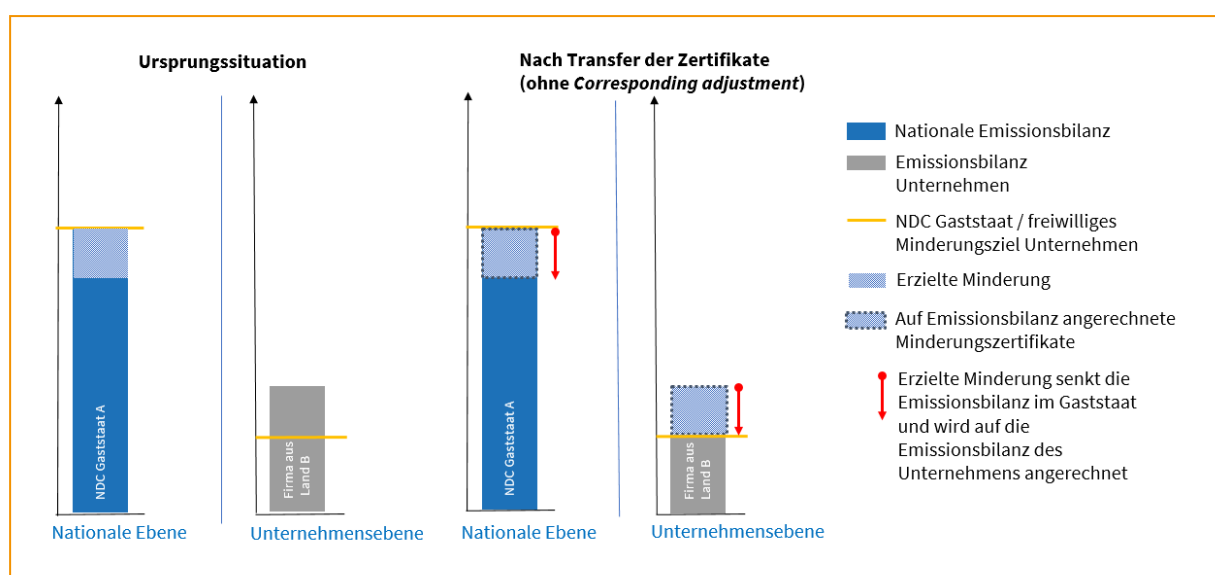 Ursprungssituation
Nach Transfer der Zertifikate
(ohne Corresponding adjustment)
NDC Gaststaat A
Firma aus
Land B
NDC Gaststaat A
Firma aus
Land B
Nationale Ebene
Unternehmensebene
Nationale Ebene
Unternehmensebene
Nationale Emissionsbilanz
Emissionsbilanz
Unternehmen
NDC Gaststaat / freiwilliges
Minderungsziel Unternehmen
Erzielte Minderung
Auf Emissionsbilanz angerechnete
Minderungszertifikate
Erzielte Minderung senkt die
Emissionsbilanz im Gaststaat
und wird auf die
Emissionsbilanz des
Unternehmens angerechnet